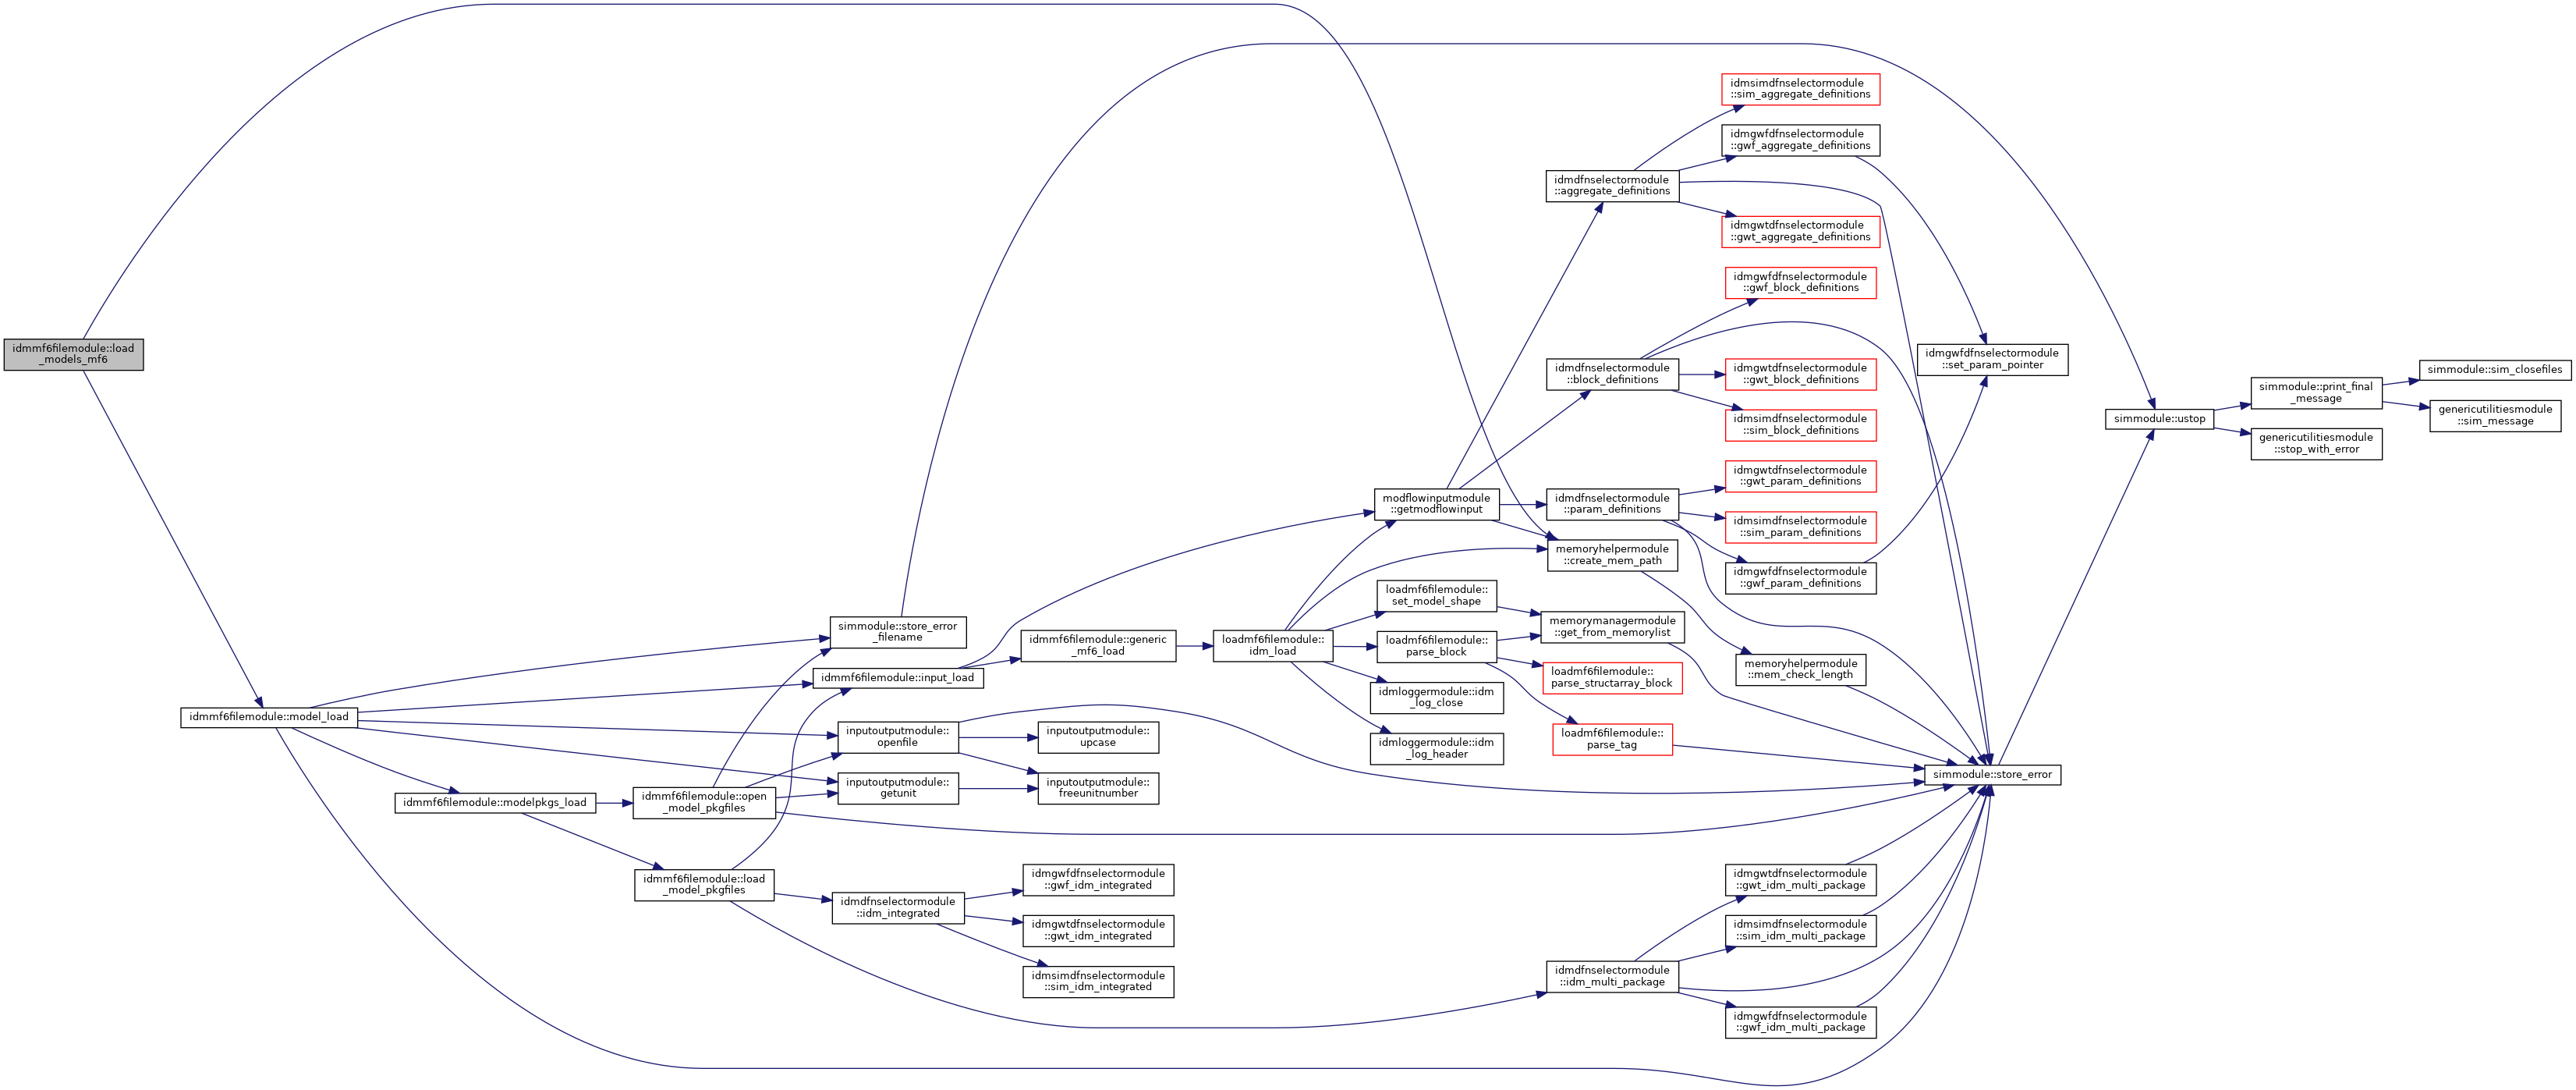 idmmf6filemodule::load
_models_mf6
idmmf6filemodule::model_load
idmmf6filemodule::modelpkgs_load
idmmf6filemodule::open
_model_pkgfiles
idmmf6filemodule::load
_model_pkgfiles
simmodule::store_error
_filename
idmmf6filemodule::input_load
inputoutputmodule::
openfile
inputoutputmodule::
getunit
idmdfnselectormodule
::idm_integrated
idmmf6filemodule::generic
_mf6_load
inputoutputmodule::
upcase
inputoutputmodule::
freeunitnumber
idmgwfdfnselectormodule
::gwf_idm_integrated
idmgwtdfnselectormodule
::gwt_idm_integrated
idmsimdfnselectormodule
::sim_idm_integrated
loadmf6filemodule::
idm_load
modflowinputmodule
::getmodflowinput
loadmf6filemodule::
set_model_shape
loadmf6filemodule::
parse_block
idmloggermodule::idm
_log_close
idmloggermodule::idm
_log_header
idmdfnselectormodule
::aggregate_definitions
idmdfnselectormodule
::block_definitions
idmdfnselectormodule
::param_definitions
memoryhelpermodule
::create_mem_path
memorymanagermodule
::get_from_memorylist
loadmf6filemodule::
parse_structarray_block
loadmf6filemodule::
parse_tag
idmdfnselectormodule
::idm_multi_package
idmsimdfnselectormodule
::sim_aggregate_definitions
idmgwfdfnselectormodule
::gwf_aggregate_definitions
idmgwtdfnselectormodule
::gwt_aggregate_definitions
idmgwfdfnselectormodule
::gwf_block_definitions
idmgwtdfnselectormodule
::gwt_block_definitions
idmsimdfnselectormodule
::sim_block_definitions
idmgwtdfnselectormodule
::gwt_param_definitions
idmsimdfnselectormodule
::sim_param_definitions
idmgwfdfnselectormodule
::gwf_param_definitions
memoryhelpermodule
::mem_check_length
idmgwtdfnselectormodule
::gwt_idm_multi_package
idmsimdfnselectormodule
::sim_idm_multi_package
idmgwfdfnselectormodule
::gwf_idm_multi_package
idmgwfdfnselectormodule
::set_param_pointer
simmodule::store_error
simmodule::ustop
simmodule::print_final
_message
genericutilitiesmodule
::stop_with_error
simmodule::sim_closefiles
genericutilitiesmodule
::sim_message